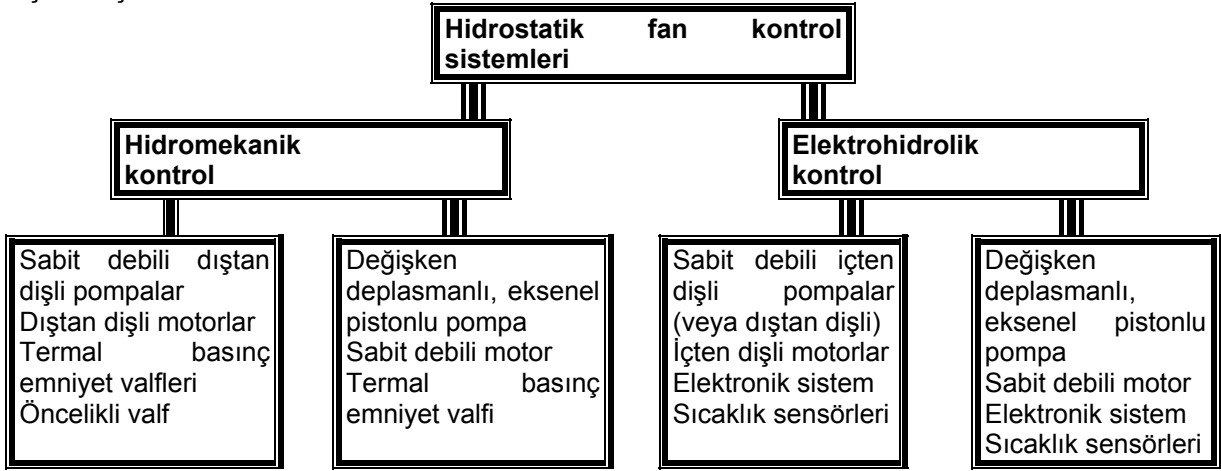 Hidrostatik fan kontrol
sistemleri
Hidromekanik
kontrol
Elektrohidrolik
kontrol
Sabit debili dıştan
dişli pompalar
Dıştan dişli motorlar
Termal basınç
emniyet valfleri
Öncelikli valf
Değişken
deplasmanlı, eksenel
pistonlu pompa
Sabit debili motor
Termal basınç
emniyet valfi
Sabit debili içten
dişli pompalar
(veya dıştan dişli)
İçten dişli motorlar
Elektronik sistem
Sıcaklık sensörleri
Değişken
deplasmanlı,
eksenel pistonlu
pompa
Sabit debili motor
Elektronik sistem
Sıcaklık sensörleri